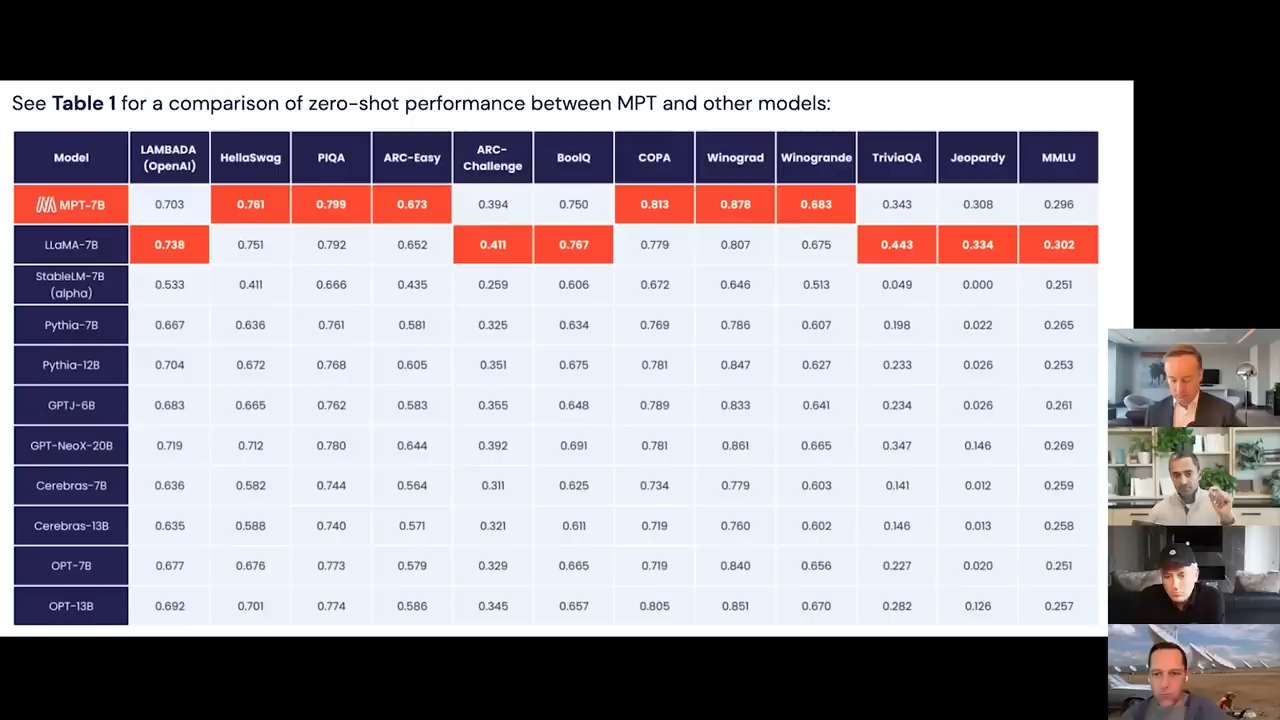 See Table 1 for a comparison of zero-shot performance between MPT and other models:
Model LAMBADA (OpenAI) HellaSwag PIQA ARC-Easy ARC-Challenge BoolQ COPA Winograd Winogrande TriviaQA Jeopardy MMLU
MPT-7B 0.703 0.761 0.799 0.673 0.394 0.750 0.813 0.878 0.683 0.343 0.308 0.296
LLaMA-7B 0.738 0.751 0.792 0.652 0.411 0.767 0.779 0.807 0.675 0.443 0.334 0.302
StableLM-7B (alpha) 0.533 0.411 0.666 0.435 0.259 0.606 0.672 0.646 0.513 0.049 0.000 0.251
Pythia-7B 0.667 0.636 0.761 0.581 0.325 0.634 0.769 0.786 0.607 0.198 0.022 0.265
Pythia-12B 0.704 0.672 0.768 0.605 0.351 0.675 0.781 0.847 0.627 0.233 0.026 0.253
GPTJ-6B 0.683 0.665 0.762 0.583 0.355 0.648 0.789 0.833 0.641 0.234 0.026 0.261
GPT-NeoX-20B 0.719 0.712 0.780 0.644 0.392 0.691 0.781 0.861 0.665 0.347 0.146 0.269
Cerebras-7B 0.636 0.582 0.744 0.564 0.311 0.625 0.734 0.779 0.603 0.141 0.012 0.259
Cerebras-13B 0.635 0.588 0.740 0.571 0.321 0.611 0.719 0.760 0.602 0.146 0.013 0.258
OPT-7B 0.677 0.676 0.773 0.579 0.329 0.665 0.719 0.840 0.656 0.227 0.020 0.251
OPT-13B 0.692 0.701 0.774 0.586 0.345 0.657 0.805 0.851 0.670 0.282 0.126 0.257